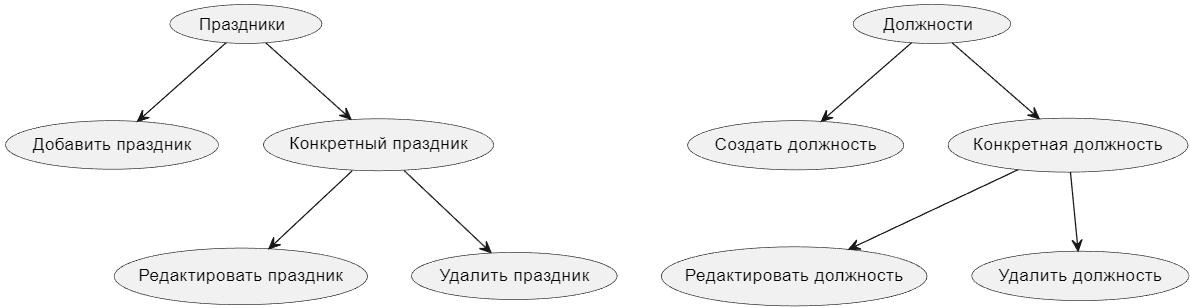 Праздники
Должности
Добавить праздник
Конкретный праздник
Создать должность
Конкретная должность
Редактировать праздник
Удалить праздник
Редактировать должность
Удалить должность